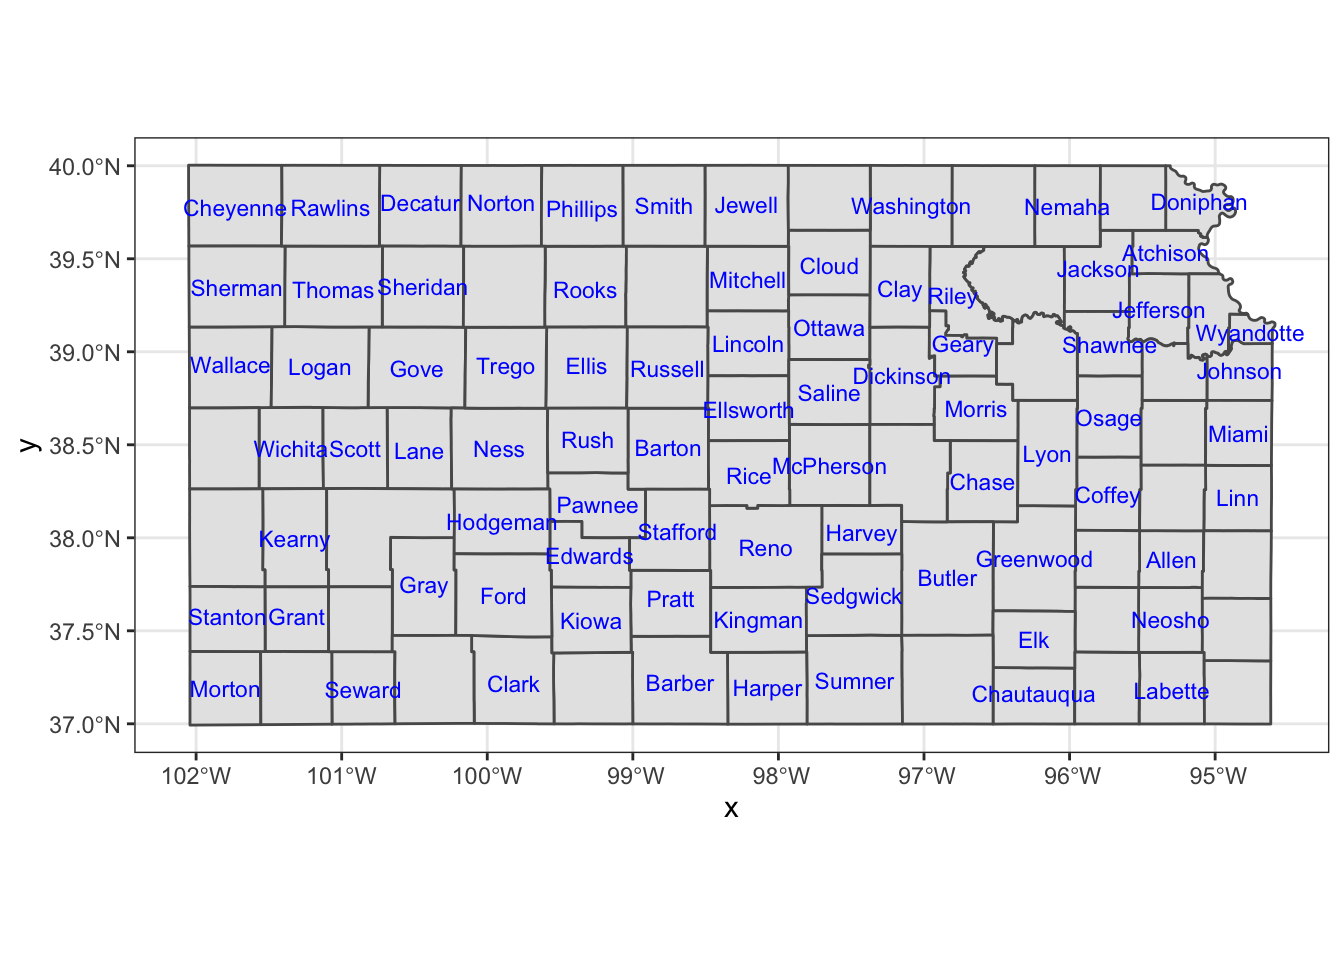 40.0°N
Cheyenne Rawlins Decatur Norton Phillips Smith Jewell Washington Nemaha Doniphan
39.5°N
Atchison
Cloud Jackson
Sherman Thomas Sheridan Rooks Mitchell Clay Riley
Jefferson
Ottawa Wyandotte
39.0°N
Lincoln Geary Shawnee
Wallace Logan Gove Trego Ellis Russell Dickinson Johnson
Saline
Ellsworth Morris Osage
38.5°N
Wichita Scott Lane Ness Rush Barton Lyon Miami
Rice McPherson Chase
Pawnee Coffey Linn
38.0°N
Kearny Hodgeman Stafford Harvey
Edwards Reno Greenwood Allen
Gray Ford Pratt Sedgwick Butler
37.5°N
Stanton Grant Kiowa Kingman Neosho
Elk
Morton Seward Clark Barber Harper Sumner Chautauqua Labette
37.0°N
102°W 101°W 100°W 99°W 98°W 97°W 96°W 95°W
x
y